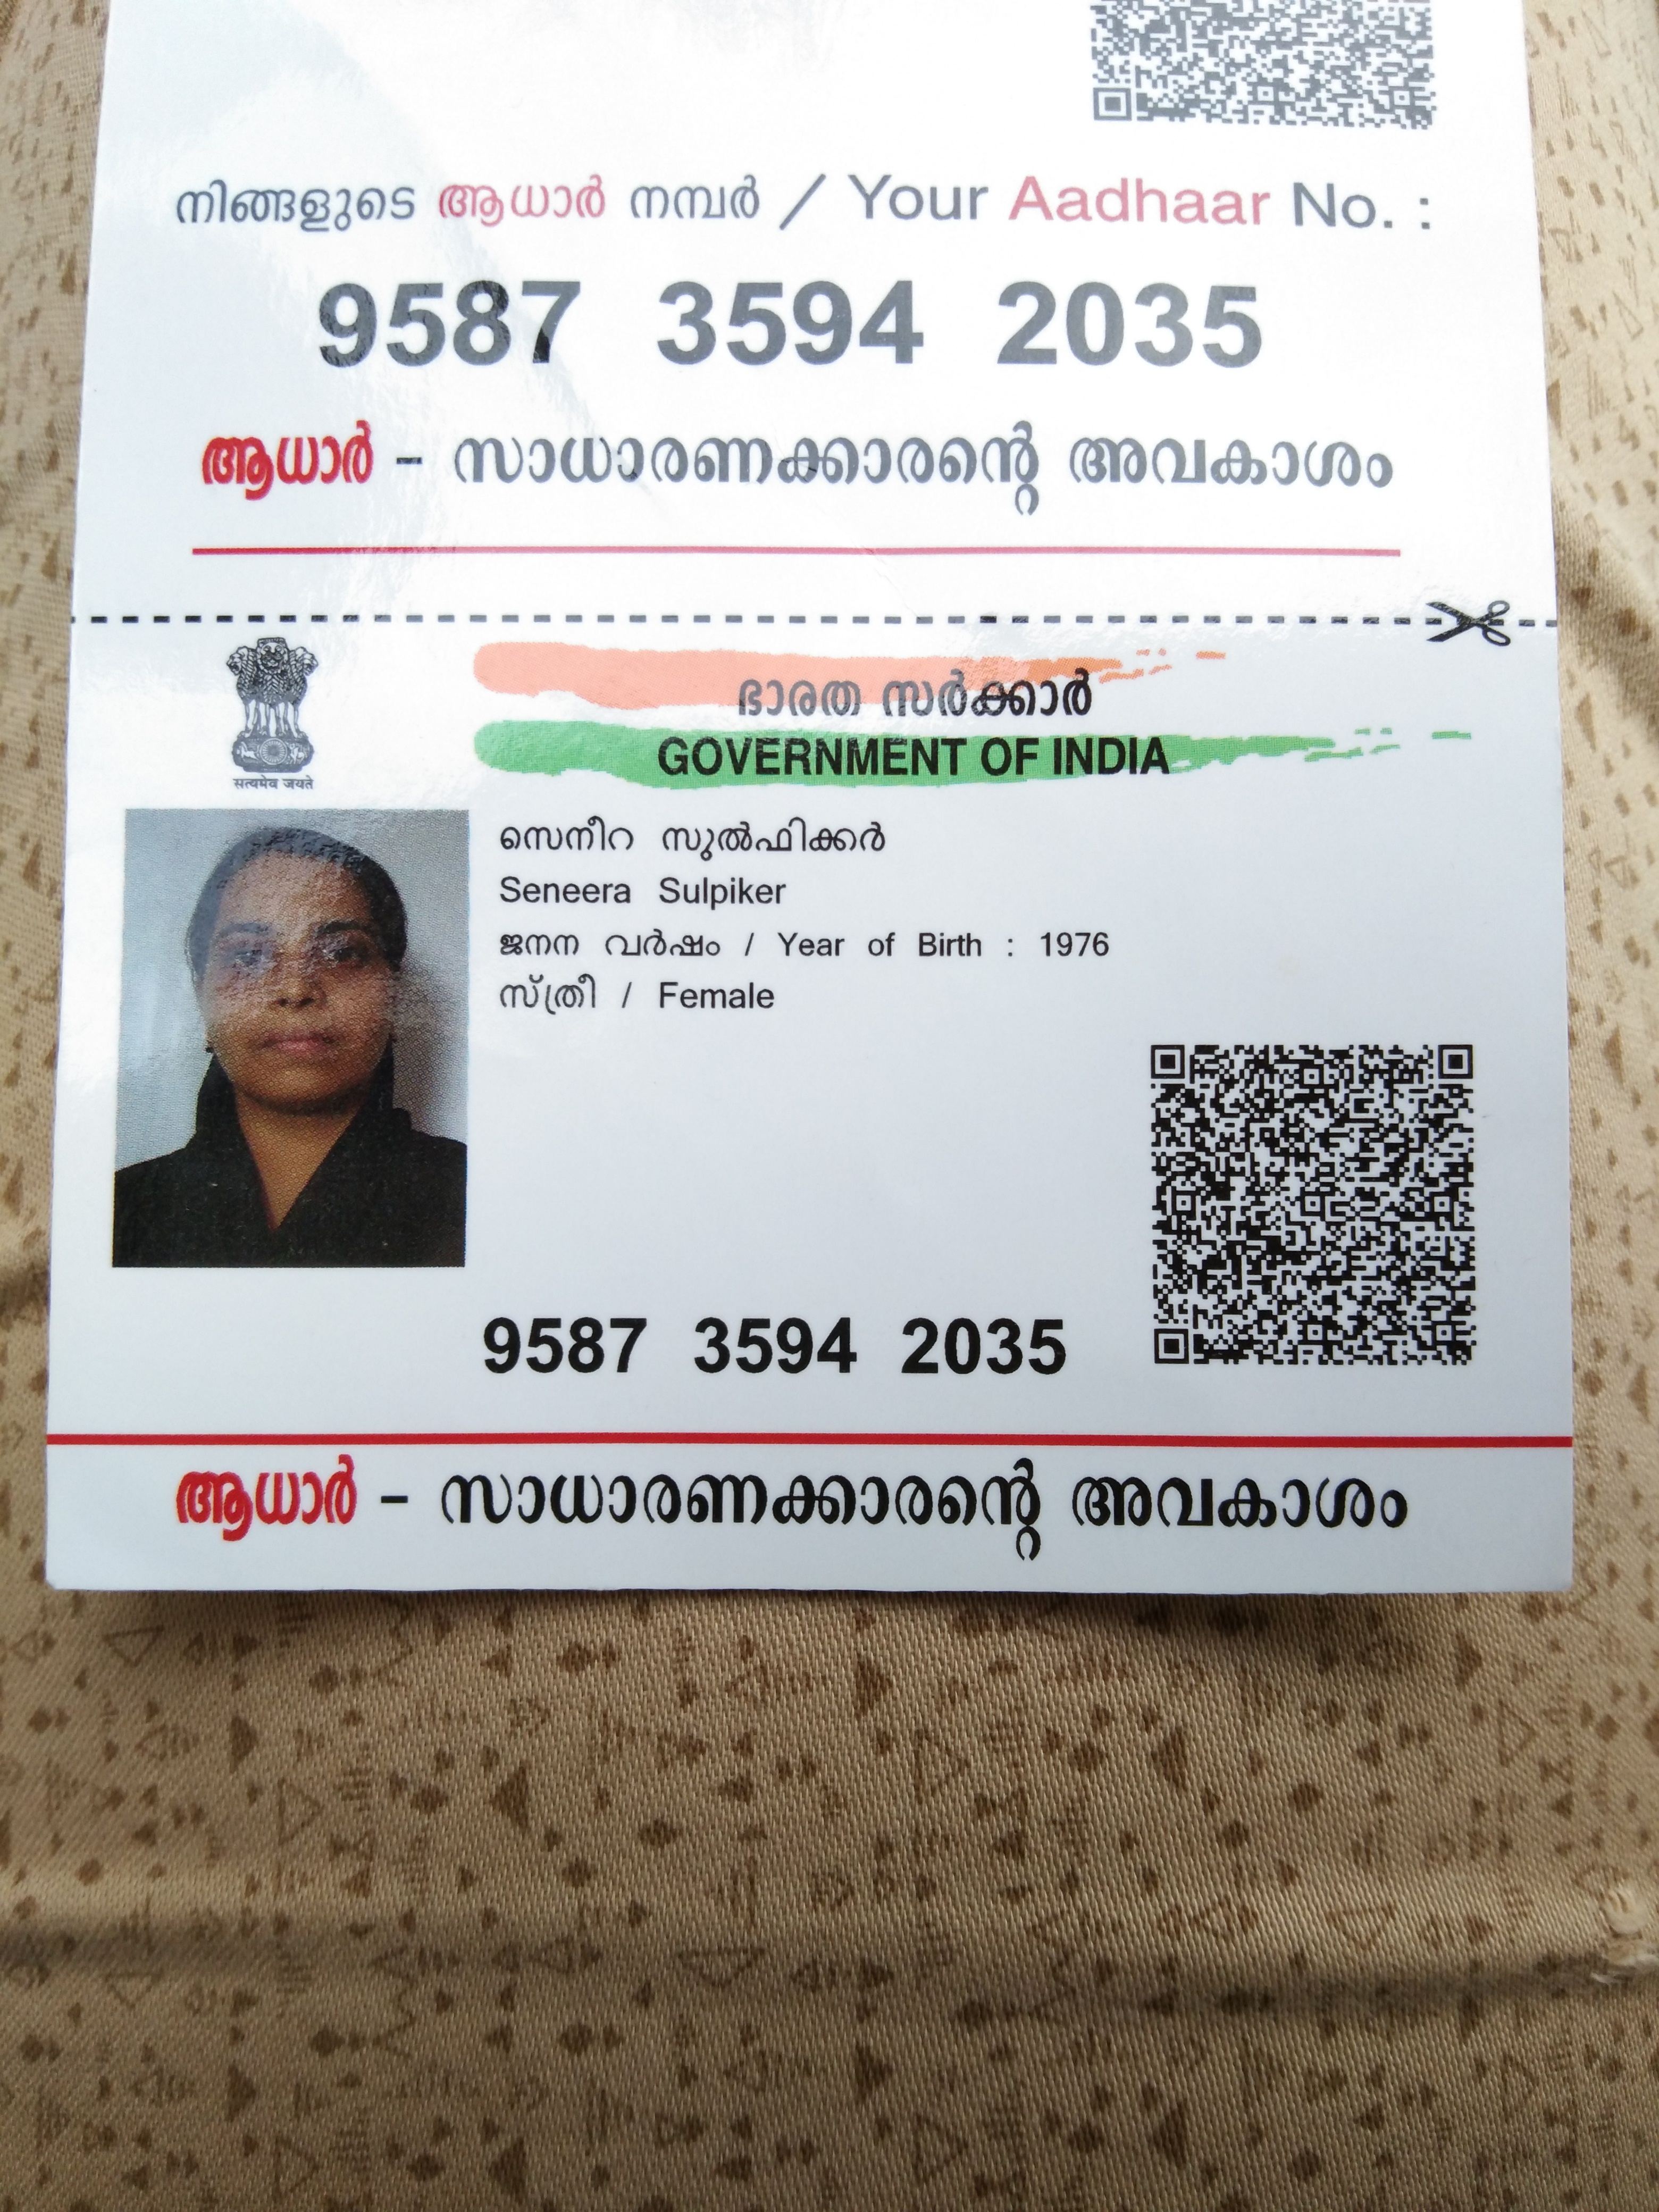 നിങ്ങളുടെ ആധാർ നമ്പർ / Your Aadhaar No. :
9587 3594 2035
ആധാർ - സാധാരണക്കാരന്റെ അവകാശം
सत्यमेव जयते
ഭാരത സർക്കാർ
GOVERNMENT OF INDIA
സെനീറ സുൽഫിക്കർ
Seneera Sulpiker
ജനന വർഷം / Year of Birth : 1976
സ്ത്രീ / Female
9587 3594 2035
ആധാർ - സാധാരണക്കാരന്റെ അവകാശം